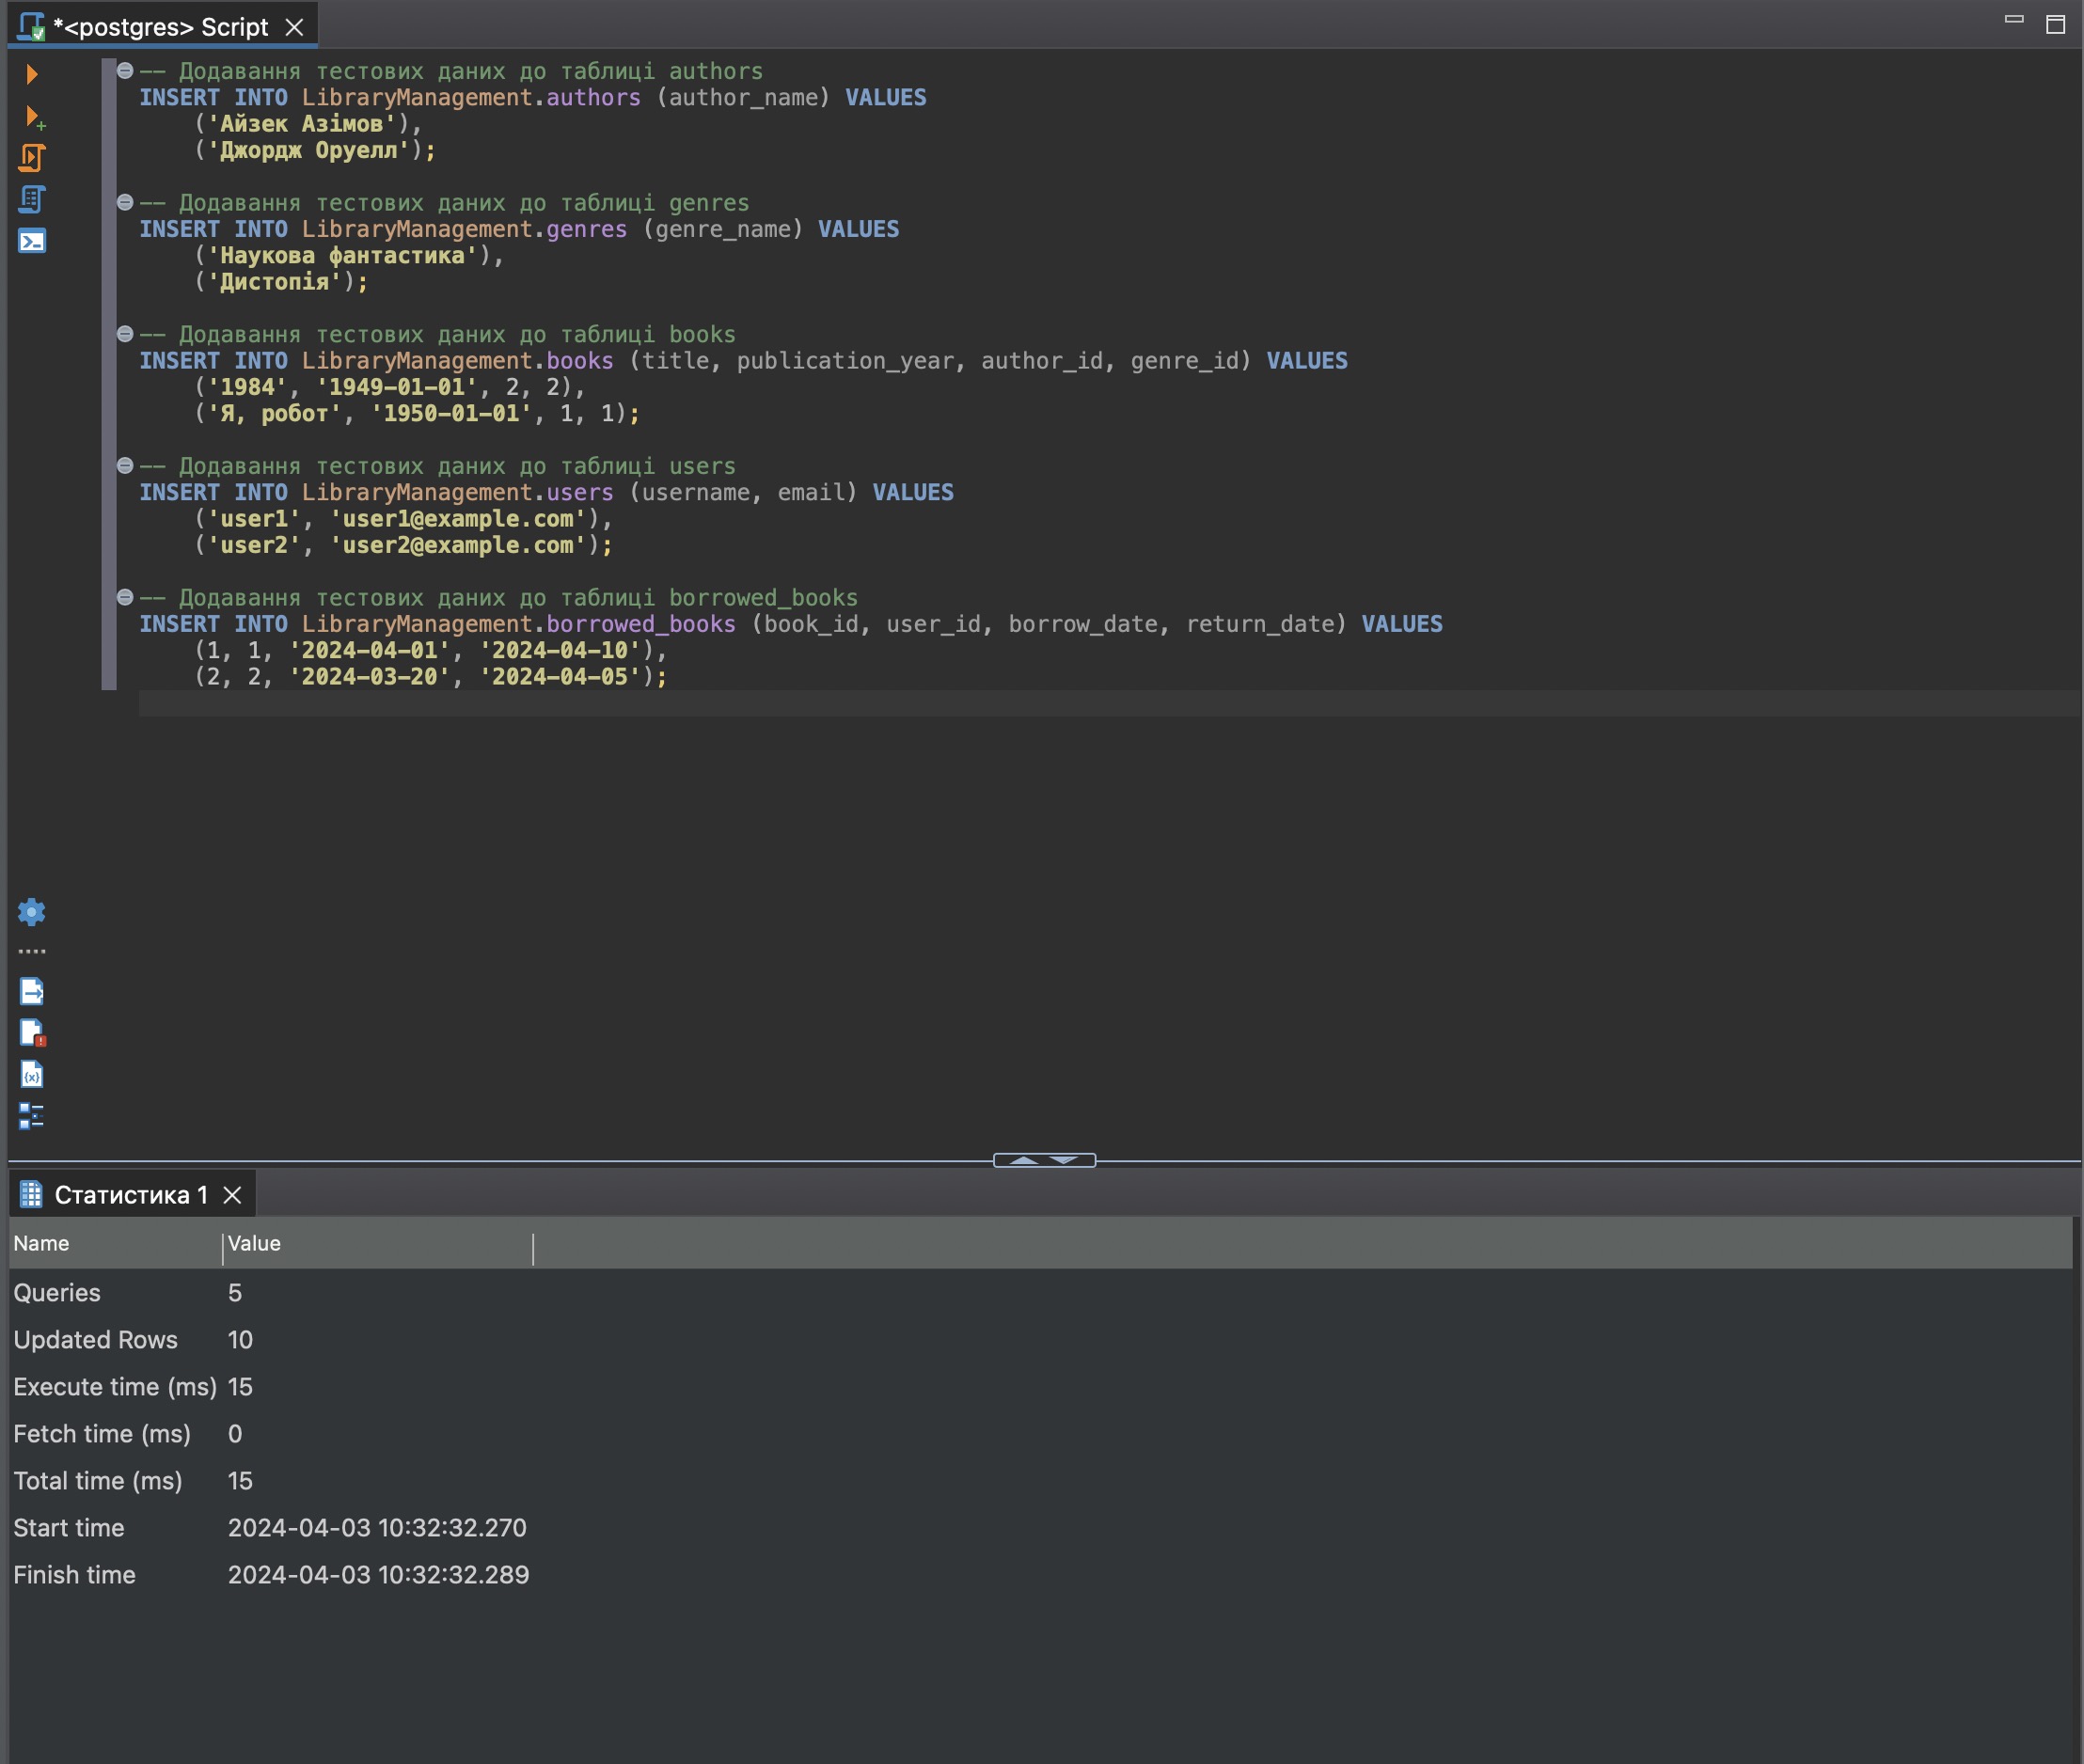 *<postgres> Script
-- Додавання тестових даних до таблиці authors
INSERT INTO LibraryManagement.authors (author_name) VALUES
('Айзек Азімов'),
('Джордж Оруелл');
-- Додавання тестових даних до таблиці genres
INSERT INTO LibraryManagement.genres (genre_name) VALUES
('Наукова фантастика'),
('Дистопія');
-- Додавання тестових даних до таблиці books
INSERT INTO LibraryManagement.books (title, publication_year, author_id, genre_id) VALUES
('1984', '1949-01-01', 2, 2),
('Я, робот', '1950-01-01', 1, 1);
-- Додавання тестових даних до таблиці users
INSERT INTO LibraryManagement.users (username, email) VALUES
('user1', 'user1@example.com'),
('user2', 'user2@example.com');
-- Додавання тестових даних до таблиці borrowed_books
INSERT INTO LibraryManagement.borrowed_books (book_id, user_id, borrow_date, return_date) VALUES
(1, 1, '2024-04-01', '2024-04-10'),
(2, 2, '2024-03-20', '2024-04-05');
Статистика 1
Name Value
Queries 5
Updated Rows 10
Execute time (ms) 15
Fetch time (ms) 0
Total time (ms) 15
Start time 2024-04-03 10:32:32.270
Finish time 2024-04-03 10:32:32.289